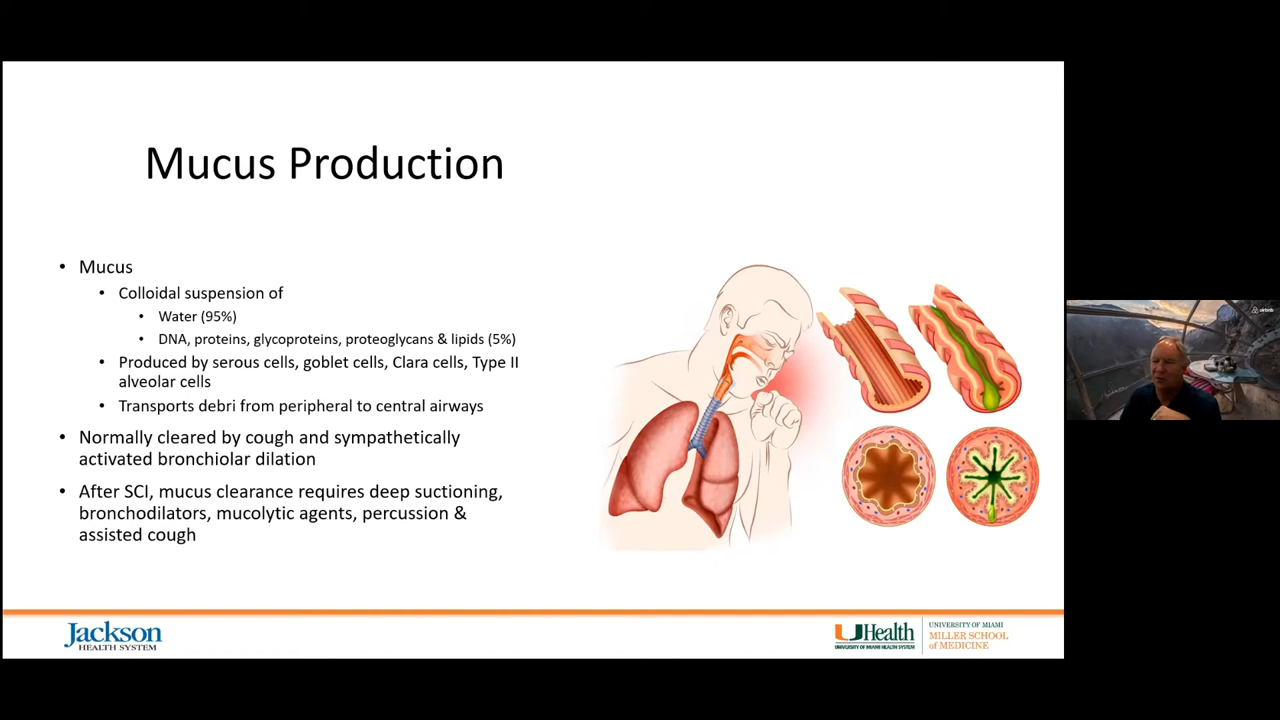 Mucus Production
• Mucus
• Colloidal suspension of
• Water (95%)
• DNA, proteins, glycoproteins, proteoglycans & lipids (5%)
• Produced by serous cells, goblet cells, Clara cells, Type II
alveolar cells
• Transports debri from peripheral to central airways
• Normally cleared by cough and sympathetically
activated bronchiolar dilation
• After SCI, mucus clearance requires deep suctioning,
bronchodilators, mucolytic agents, percussion &
assisted cough
airbnb
Jackson
HEALTH SYSTEM
UHealth
UNIVERSITY OF MIAMI HEALTH SYSTEM
UNIVERSITY OF MIAMI
MILLER SCHOOL
of MEDICINE